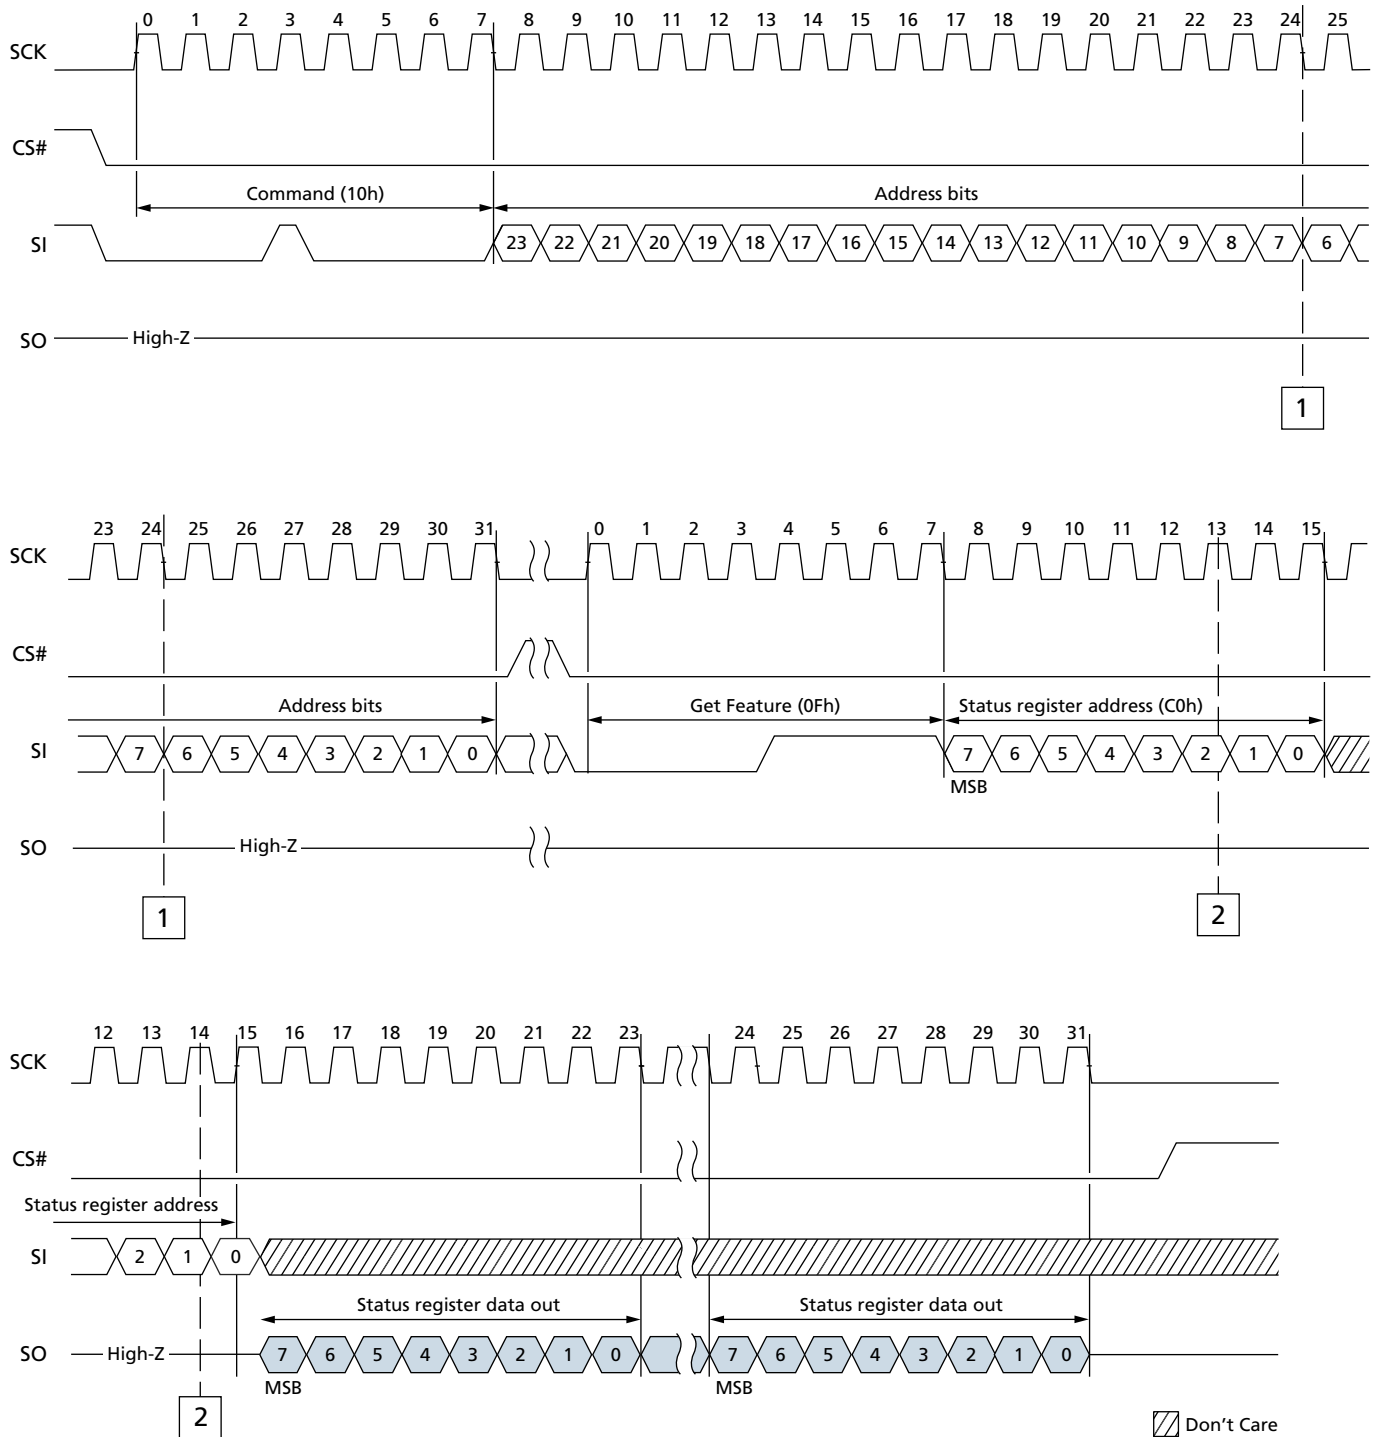 0 1 2 3 4 5 6 7 8 9 10 11 12 13 14 15 16 17 18 19 20 21 22 23 24 25
SCK
CS#
Command (10h) Address bits
SI 23 22 21 20 19 18 17 16 15 14 13 12 11 10 9 8 7 6
SO High-Z
1
23 24 25 26 27 28 29 30 31 0 1 2 3 4 5 6 7 8 9 10 11 12 13 14 15
SCK
CS#
Address bits Get Feature (0Fh) Status register address (C0h)
SI 7 6 5 4 3 2 1 0 7 6 5 4 3 2 1 0
MSB
SO High-Z
1 2
12 13 14 15 16 17 18 19 20 21 22 23 24 25 26 27 28 29 30 31
SCK
CS#
Status register address
SI 2 1 0
Status register data out Status register data out
SO High-Z 7 6 5 4 3 2 1 0 7 6 5 4 3 2 1 0
MSB MSB
2
Don't Care